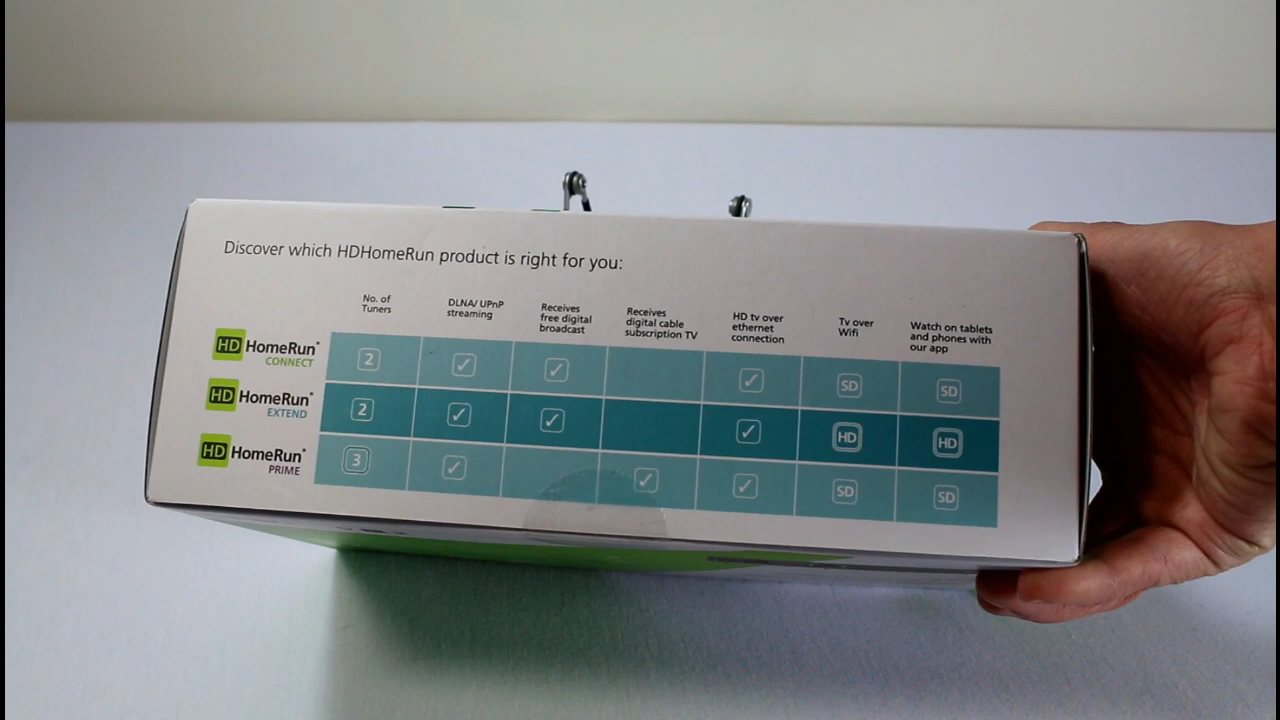 Discover which HDHomeRun product is right for you:
No. of
Tuners
DLNA/ UPnP
streaming
Receives
free digital
broadcast
Receives
digital cable
subscription TV
HD tv over
ethernet
connection
Tv over
Wifi
Watch on tablets
and phones with
our app
HD HomeRun®
CONNECT
2 ✓ ✓ ✓ SD SD
HD HomeRun®
EXTEND
2 ✓ ✓ ✓ HD HD
HD HomeRun®
PRIME
3 ✓ ✓ ✓ SD SD